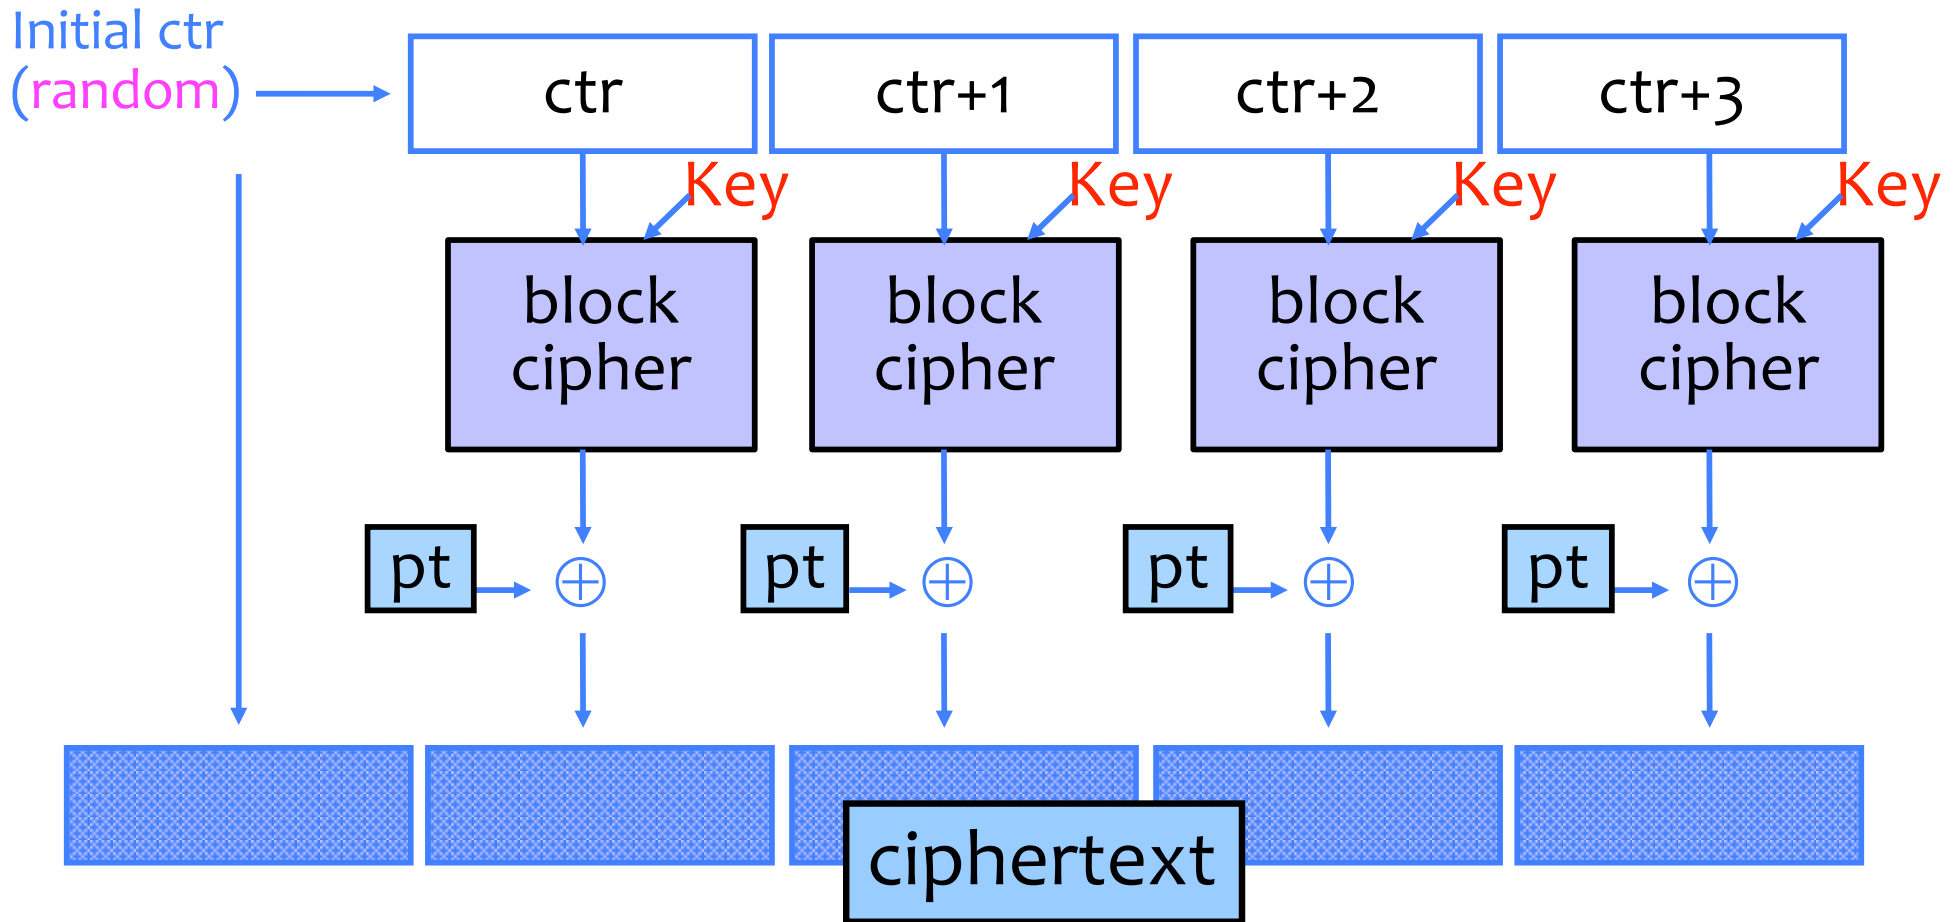 Initial ctr
(random)
ctr
ctr+1
ctr+2
ctr+3
Key
Key
Key
Key
block
cipher
block
cipher
block
cipher
block
cipher
pt
pt
pt
pt
ciphertext